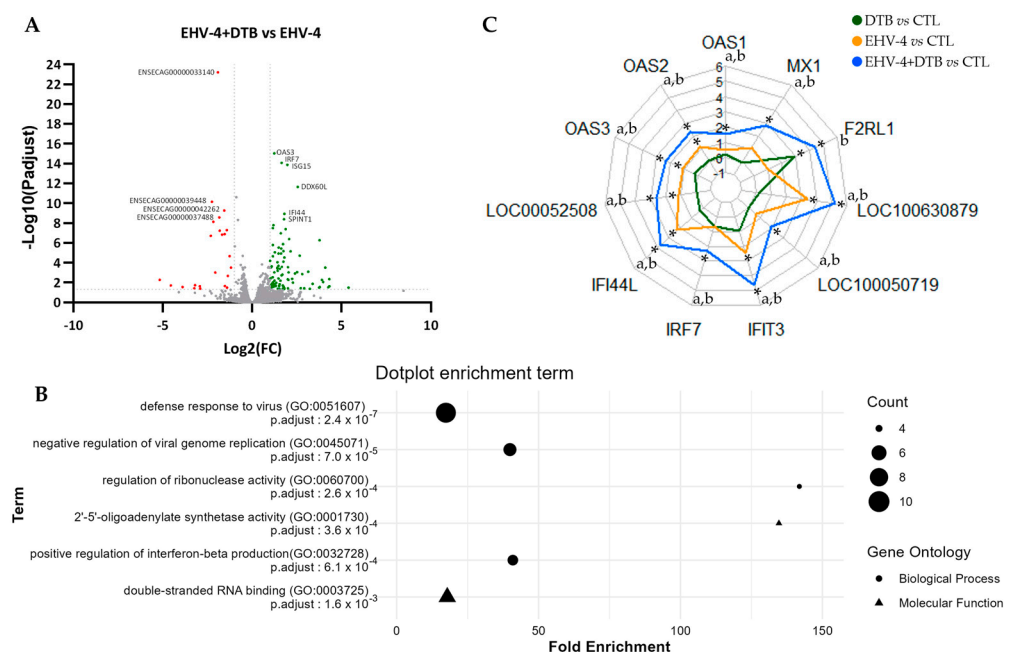 A
EHV-4+DTB vs EHV-4
-Log10(Padjust)
24
22
20
18
16
14
12
10
8
6
4
2
0
-10
-5
0
5
10
Log2(FC)
ENSECAG00000033140
OAS3
IRF7
ISG15
DDX60L
ENSECAG00000039448
ENSECAG00000042262
ENSECAG00000037488
IFI44
SPINT1
C
DTB vs CTL
EHV-4 vs CTL
EHV-4+DTB vs CTL
OAS1
a,b
MX1
a,b
F2RL1
b
LOC100630879
a,b
LOC100050719
a,b
IFIT3
a,b
IRF7
a,b
IFI44L
a,b
LOC00052508
a,b
OAS3
a,b
OAS2
a,b
6
5
4
3
2
1
0
-1
B
Dotplot enrichment term
Term
defense response to virus (GO:0051607)
p.adjust : 2.4 x 10-7
negative regulation of viral genome replication (GO:0045071)
p.adjust : 7.0 x 10-5
regulation of ribonuclease activity (GO:0060700)
p.adjust : 2.6 x 10-4
2'-5'-oligoadenylate synthetase activity (GO:0001730)
p.adjust : 3.6 x 10-4
positive regulation of interferon-beta production(GO:0032728)
p.adjust : 6.1 x 10-4
double-stranded RNA binding (GO:0003725)
p.adjust : 1.6 x 10-3
0
50
100
150
Fold Enrichment
Count
4
6
8
10
Gene Ontology
Biological Process
Molecular Function